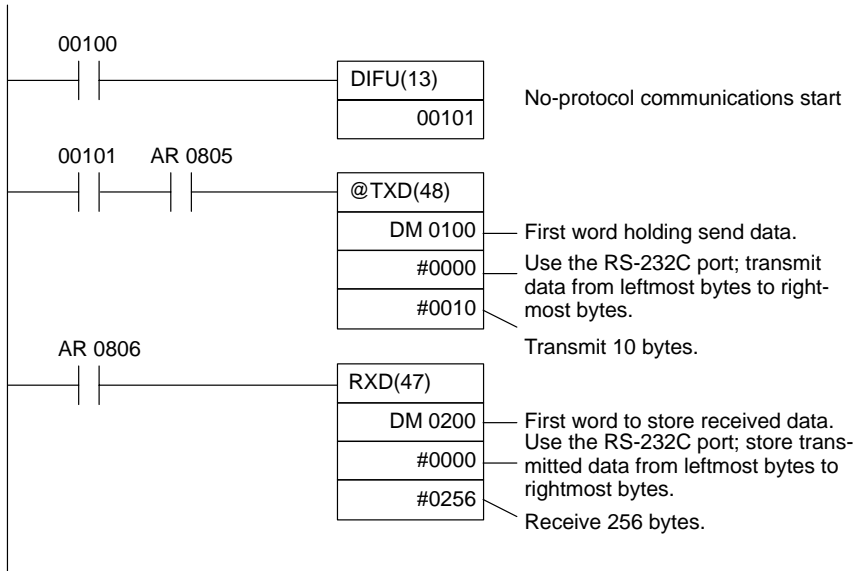 00100
DIFU(13)
00101
No-protocol communications start
00101 AR 0805
@TXD(48)
DM 0100
First word holding send data.
#0000
Use the RS-232C port; transmit
data from leftmost bytes to right-
most bytes.
#0010
Transmit 10 bytes.
AR 0806
RXD(47)
DM 0200
First word to store received data.
#0000
Use the RS-232C port; store trans-
mitted data from leftmost bytes to
rightmost bytes.
#0256
Receive 256 bytes.